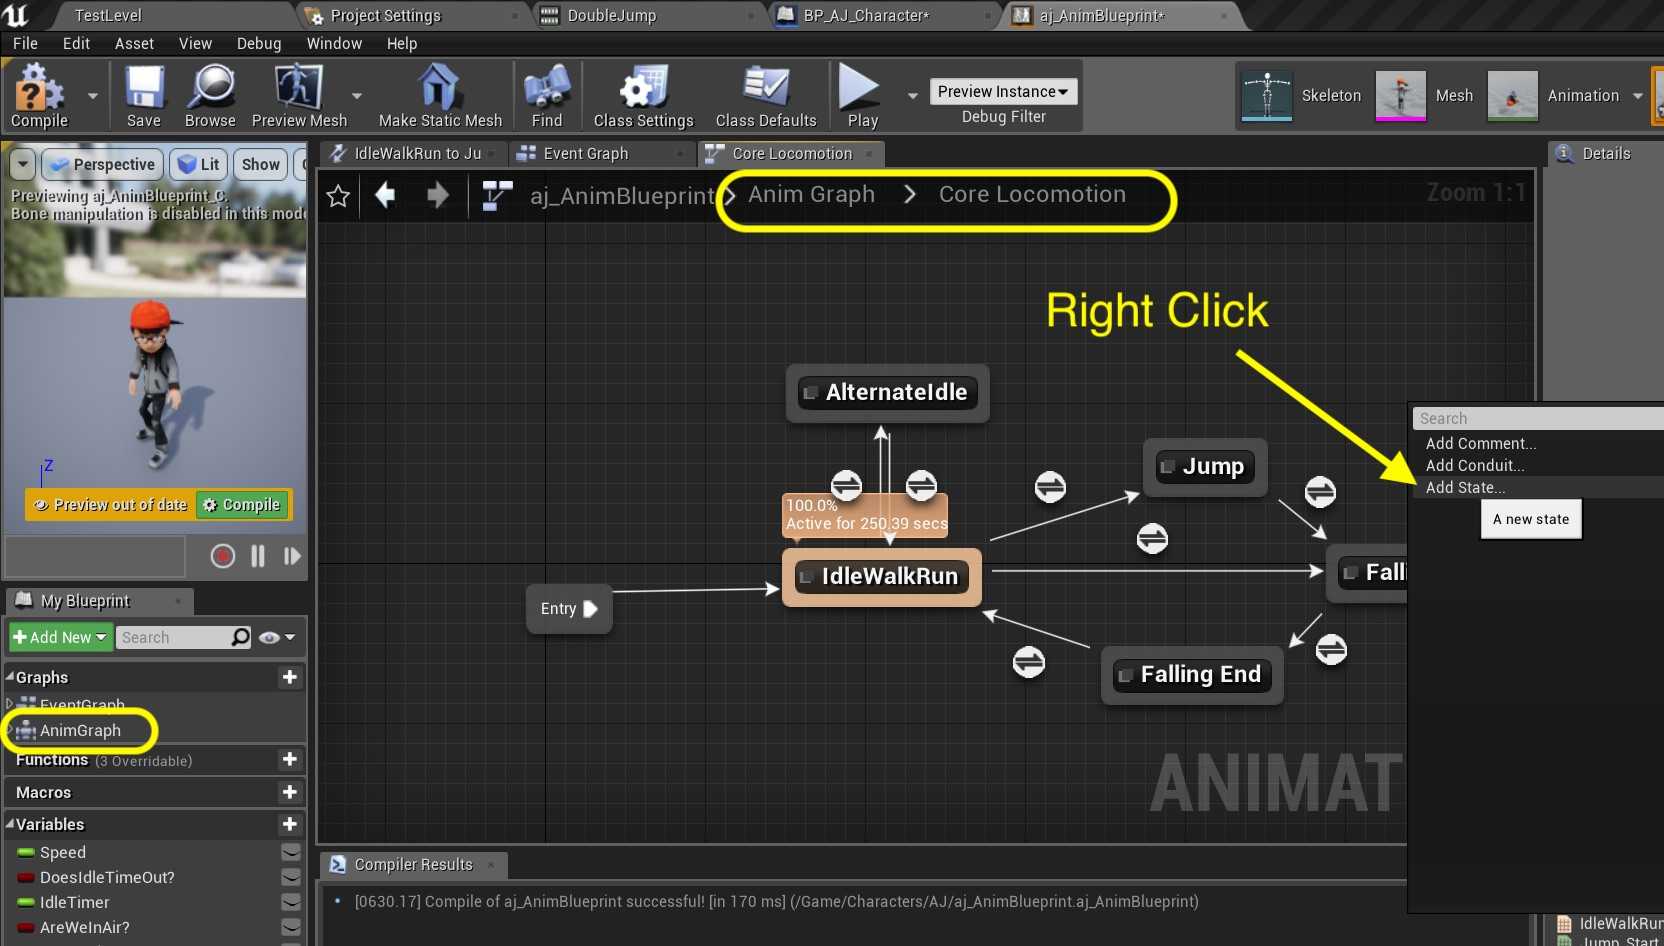 TestLevel
Project Settings
DoubleJump
BP_AJ_Character*
aj_AnimBlueprint*
File Edit Asset View Debug Window Help
Compile
Save
Browse
Preview Mesh
Make Static Mesh
Find
Class Settings
Class Defaults
Play
Preview Instance
Debug Filter
Skeleton
Mesh
Animation
Perspective
Lit
Show
Previewing aj_AnimBlueprint_C.
Bone manipulation is disabled in this mode
Z
Preview out of date
Compile
IdleWalkRun to Ju
Event Graph
Core Locomotion
Details
aj_AnimBlueprint
Anim Graph
Core Locomotion
Zoom 1:1
Right Click
AlternateIdle
Jump
100.0%
Active for 250.39 secs
IdleWalkRun
Entry
Falli
Falling End
ANIMAT
Search
Add Comment...
Add Conduit...
Add State...
A new state
My Blueprint
Add New
Search
Graphs
EventGraph
AnimGraph
Functions (3 Overridable)
Macros
Variables
Speed
DoesIdleTimeOut?
IdleTimer
AreWeInAir?
Compiler Results
[0630.17] Compile of aj_AnimBlueprint successful! [in 170 ms] (/Game/Characters/AJ/aj_AnimBlueprint.aj_AnimBlueprint)
IdleWalkRun
Jump_Start